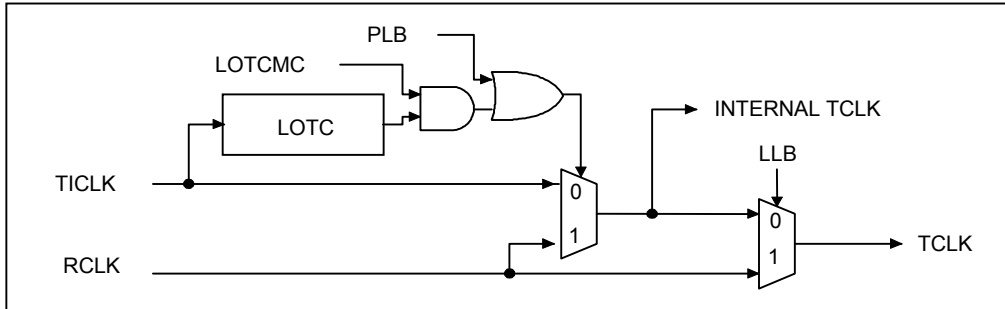 PLB
LOTCMC
LOTC
INTERNAL TCLK
LLB
TICLK
0
1
0
1
TCLK
RCLK